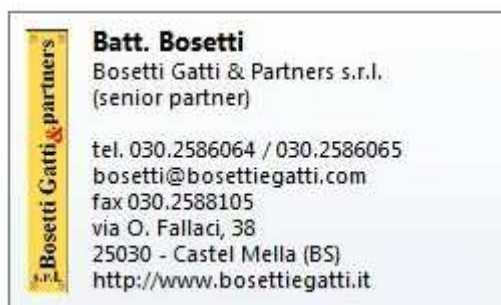 Bosetti Gatti & partners
s.r.l.
Batt. Bosetti
Bosetti Gatti & Partners s.r.l.
(senior partner)
tel. 030.2586064 / 030.2586065
bosetti@bosettiegatti.com
fax 030.2588105
via O. Fallaci, 38
25030 - Castel Mella (BS)
http://www.bosettiegatti.it